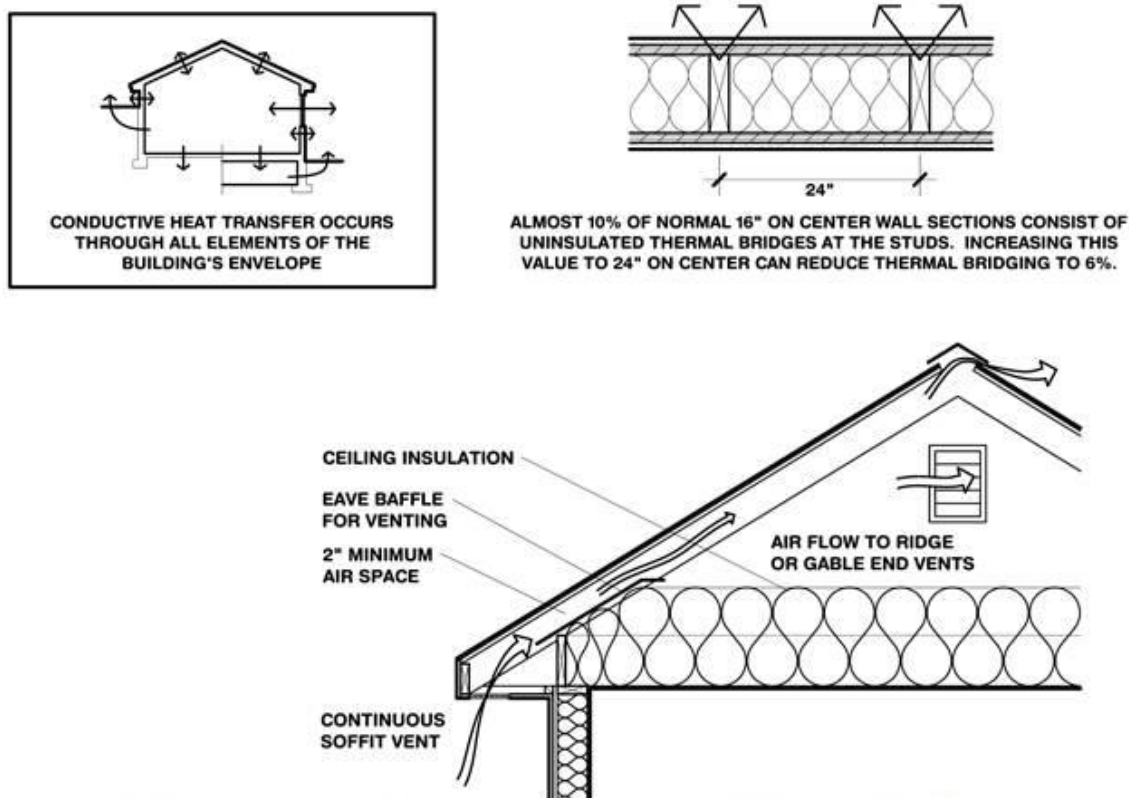 CONDUCTIVE HEAT TRANSFER OCCURS
THROUGH ALL ELEMENTS OF THE
BUILDING'S ENVELOPE
24"
ALMOST 10% OF NORMAL 16" ON CENTER WALL SECTIONS CONSIST OF
UNINSULATED THERMAL BRIDGES AT THE STUDS. INCREASING THIS
VALUE TO 24" ON CENTER CAN REDUCE THERMAL BRIDGING TO 6%.
CEILING INSULATION
EAVE BAFFLE
FOR VENTING
2" MINIMUM
AIR SPACE
AIR FLOW TO RIDGE
OR GABLE END VENTS
CONTINUOUS
SOFFIT VENT